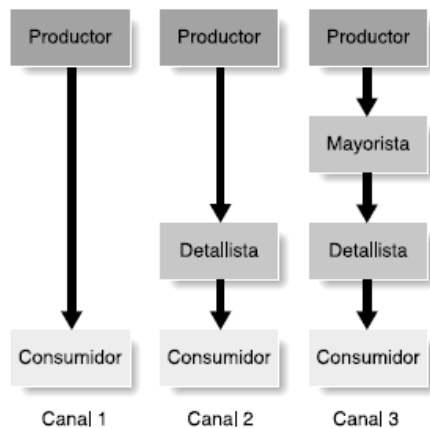 Productor Productor Productor
Mayorista
Detallista Detallista
Consumidor Consumidor Consumidor
Canal 1 Canal 2 Canal 3